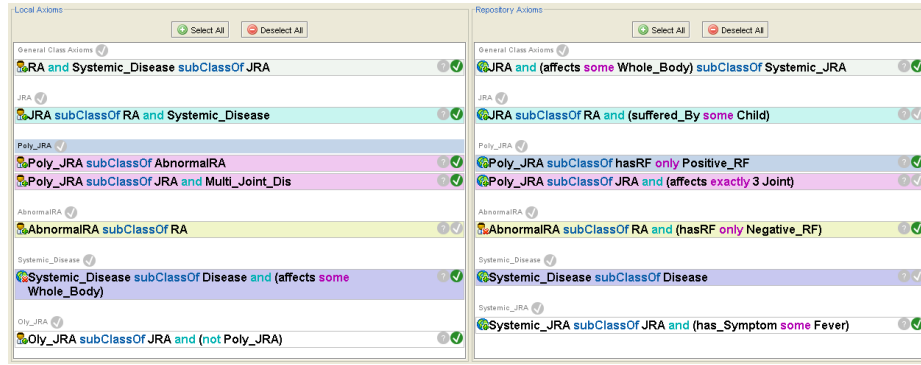 Local Axioms
Select All Deselect All
General Class Axioms
RA and Systemic_Disease subClassOf JRA
JRA
JRA subClassOf RA and Systemic_Disease
Poly_JRA
Poly_JRA subClassOf AbnormalRA
Poly_JRA subClassOf JRA and Multi_Joint_Dis
AbnormalRA
AbnormalRA subClassOf RA
Systemic_Disease
Systemic_Disease subClassOf Disease and (affects some
Whole_Body)
Oly_JRA
Oly_JRA subClassOf JRA and (not Poly_JRA)
Repository Axioms
Select All Deselect All
General Class Axioms
JRA and (affects some Whole_Body) subClassOf Systemic_JRA
JRA
JRA subClassOf RA and (suffered_By some Child)
Poly_JRA
Poly_JRA subClassOf hasRF only Positive_RF
Poly_JRA subClassOf JRA and (affects exactly 3 Joint)
AbnormalRA
AbnormalRA subClassOf RA and (hasRF only Negative_RF)
Systemic_Disease
Systemic_Disease subClassOf Disease
Systemic_JRA
Systemic_JRA subClassOf JRA and (has_Symptom some Fever)